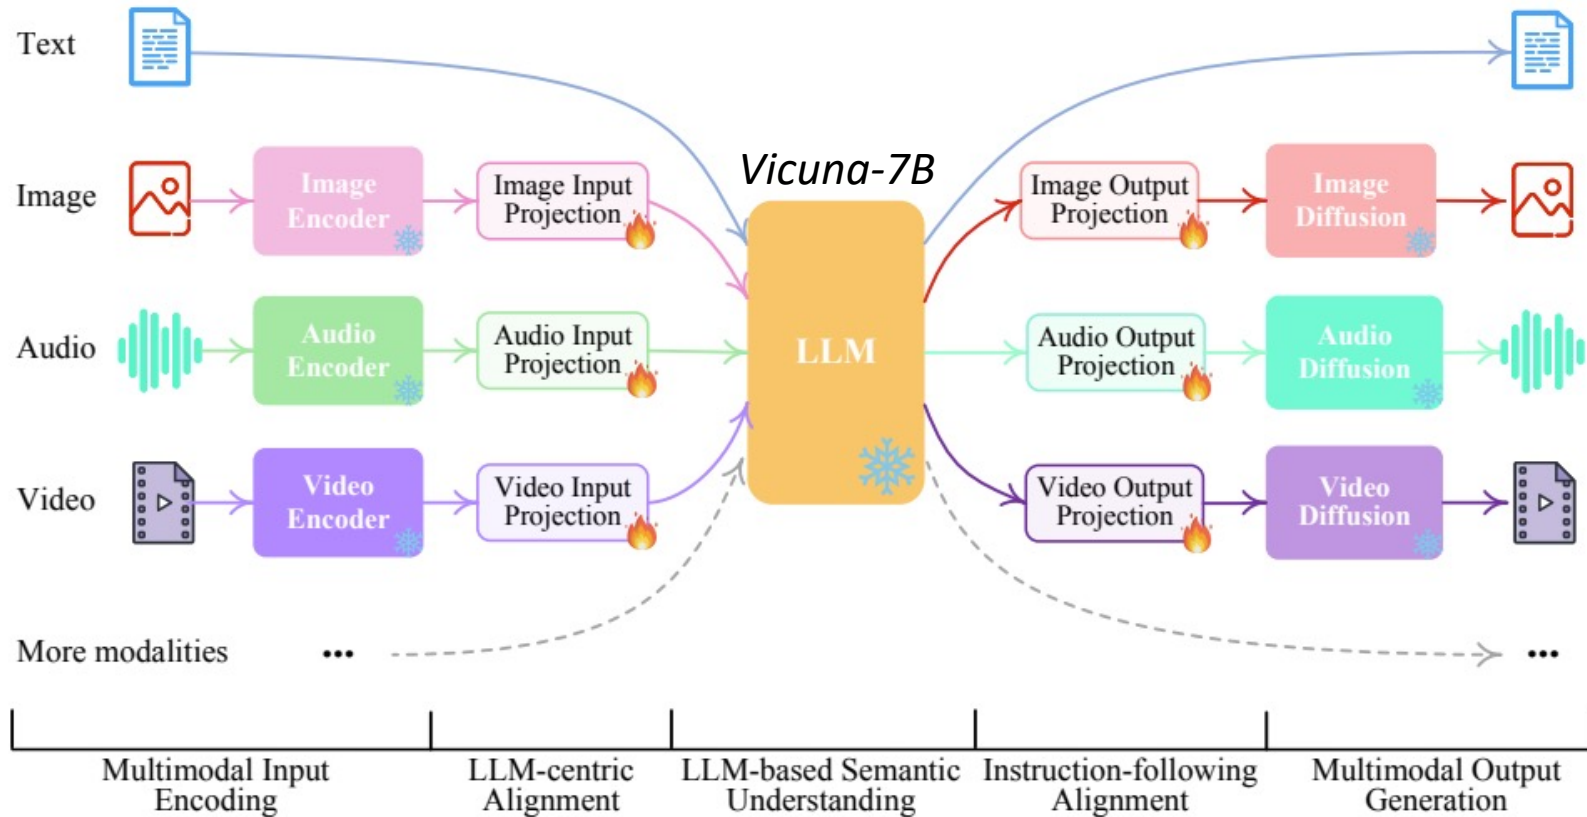 Text
Vicuna-7B
Image
Image
Encoder
Image Input
Projection
Image Output
Projection
Image
Diffusion
Audio
Audio
Encoder
Audio Input
Projection
LLM
Audio Output
Projection
Audio
Diffusion
Video
Video
Encoder
Video Input
Projection
Video Output
Projection
Video
Diffusion
More modalities
...
...
Multimodal Input
Encoding
LLM-centric
Alignment
LLM-based Semantic
Understanding
Instruction-following
Alignment
Multimodal Output
Generation